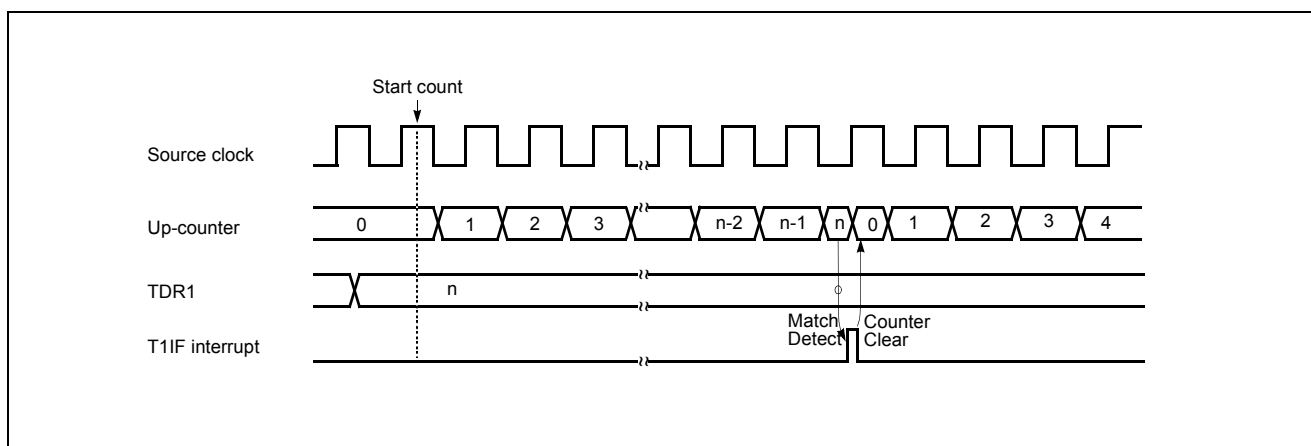 Start count
Source clock
Up-counter
0 1 2 3 n-2 n-1 n 0 1 2 3 4
TDR1
n
Match Detect
Counter Clear
T1IF interrupt